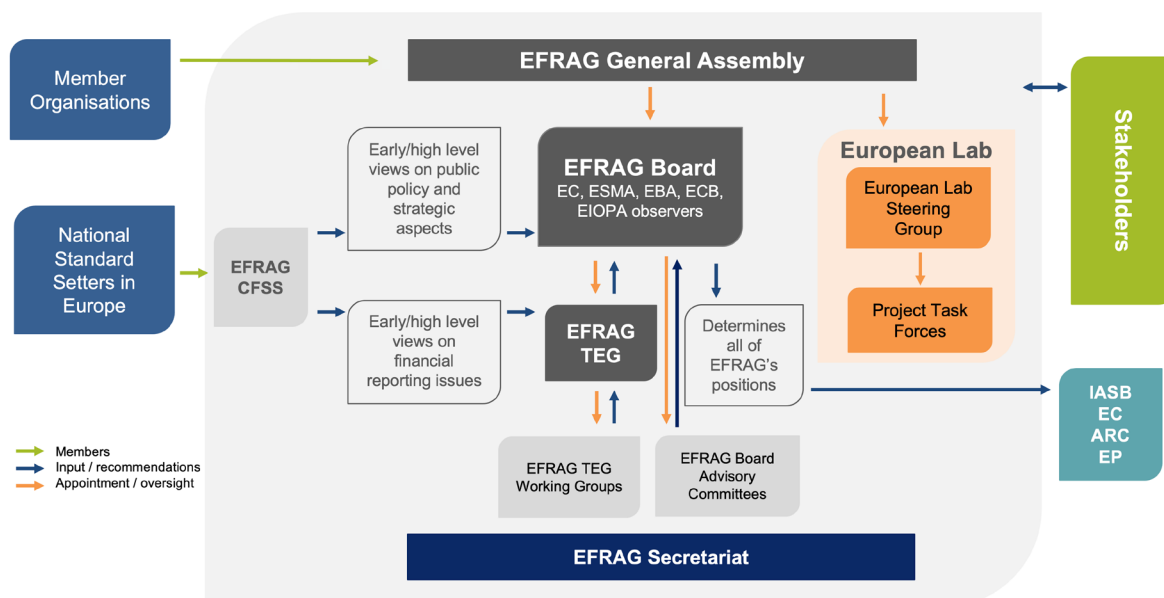 EFRAG General Assembly
Member
Organisations
Early/high level
views on public
policy and
strategic
aspects
EFRAG Board
EC, ESMA, EBA, ECB,
EIOPA observers
European Lab
European Lab
Steering
Group
Project Task
Forces
Stakeholders
National
Standard
Setters in
Europe
EFRAG
CFSS
Early/high level
views on
financial
reporting issues
EFRAG
TEG
Determines
all of
EFRAG's
positions
IASB
EC
ARC
EP
Members
Input / recommendations
Appointment / oversight
EFRAG TEG
Working Groups
EFRAG Board
Advisory
Committees
EFRAG Secretariat